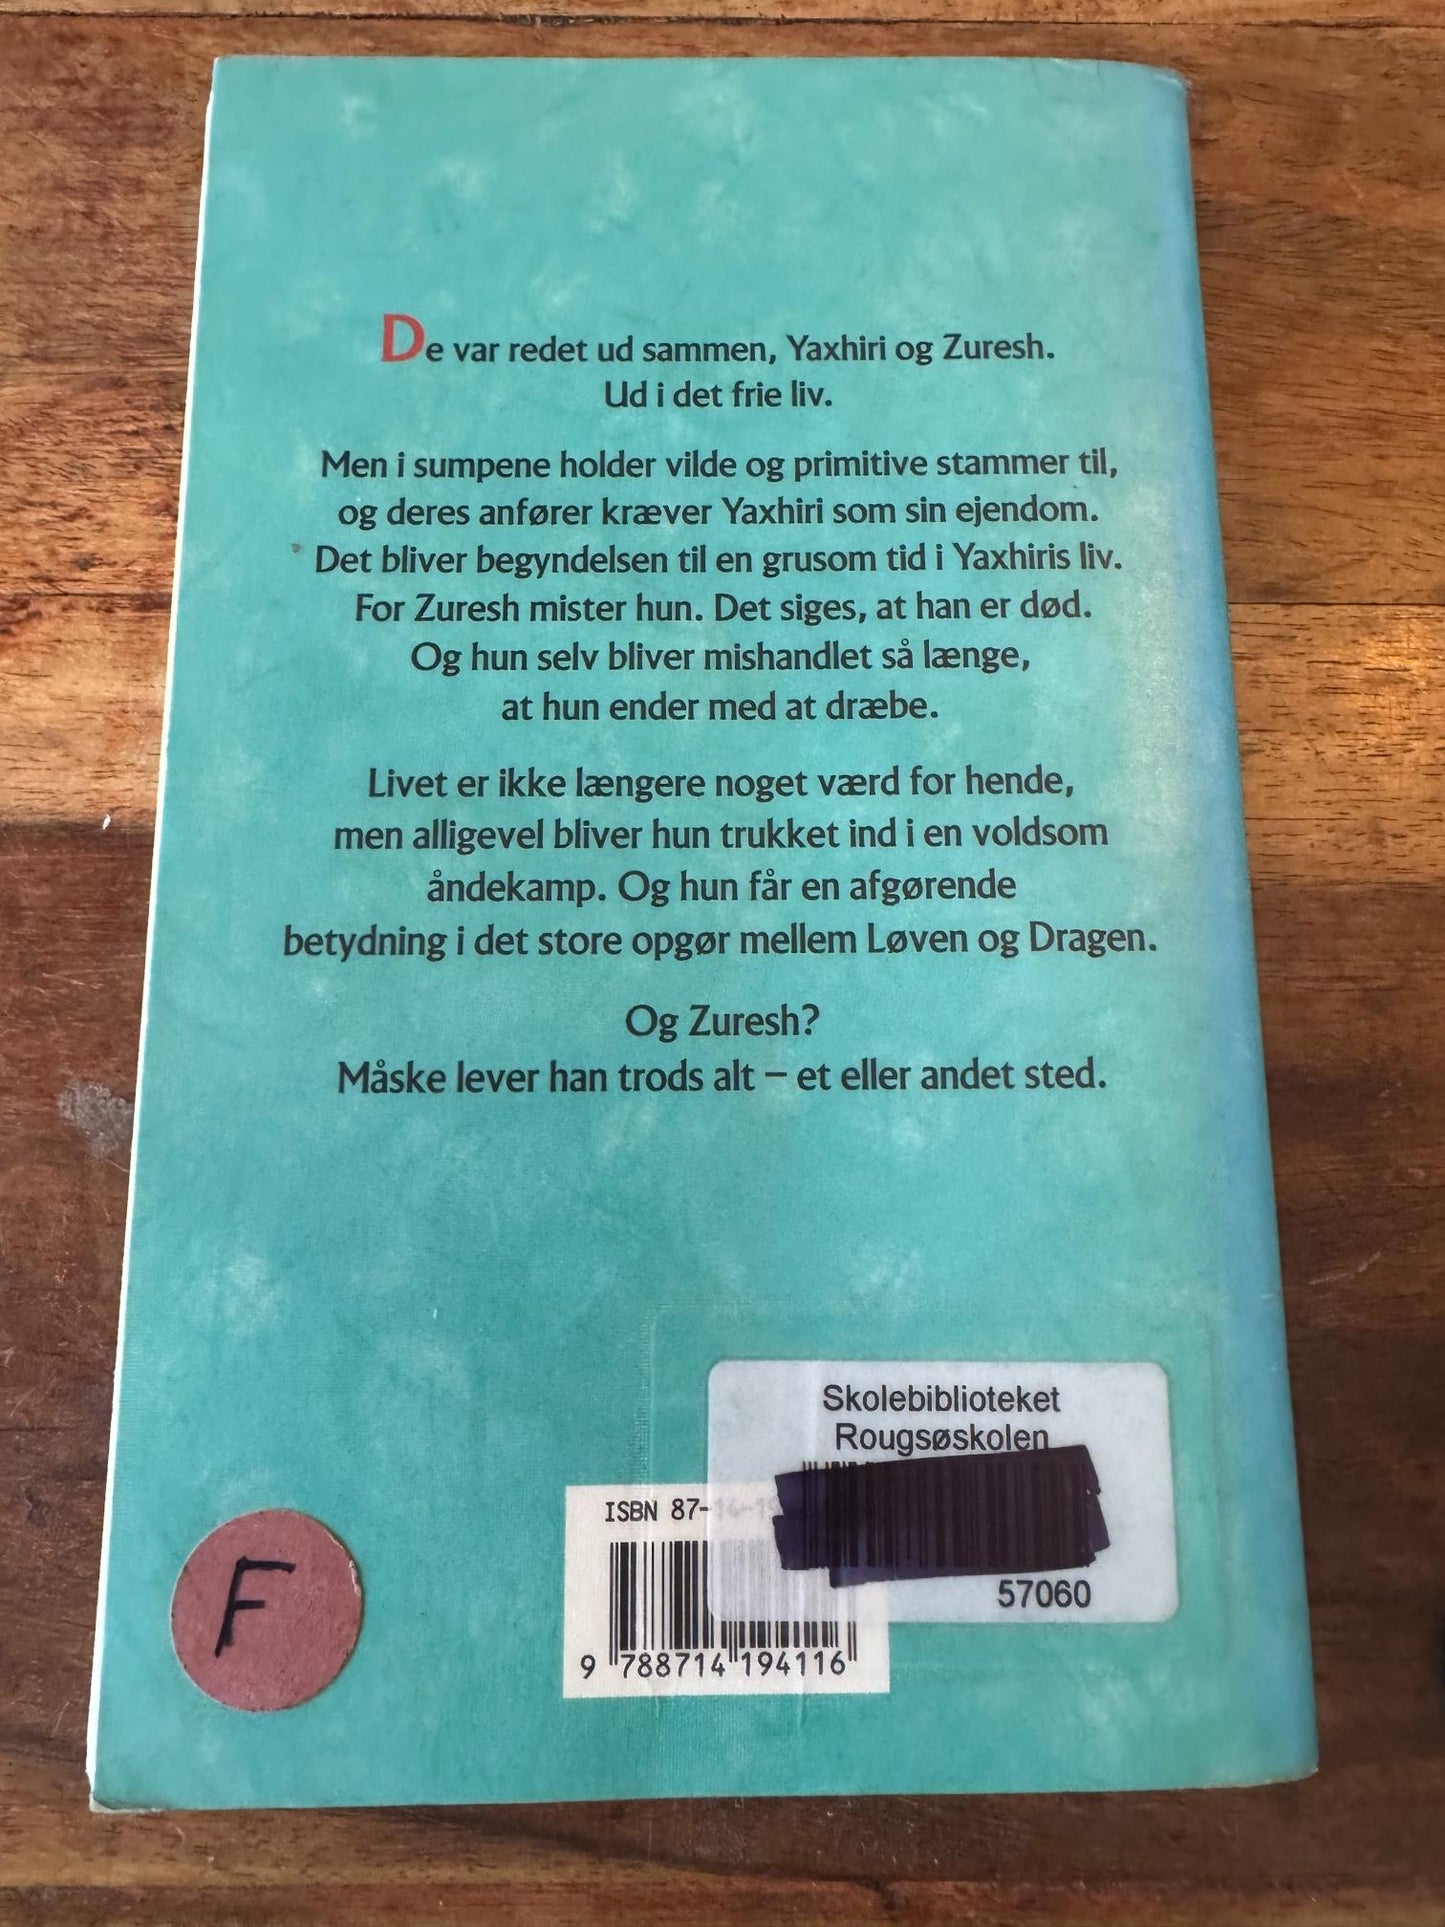 De var redet ud sammen, Yaxhiri og Zuresh.
Ud i det frie liv.
Men i sumpene holder vilde og primitive stammer til,
og deres anfører kræver Yaxhiri som sin ejendom.
Det bliver begyndelsen til en grusom tid i Yaxhiris liv.
For Zuresh mister hun. Det siges, at han er død.
Og hun selv bliver mishandlet så længe,
at hun ender med at dræbe.
Livet er ikke længere noget værd for hende,
men alligevel bliver hun trukket ind i en voldsom
åndekamp. Og hun får en afgørende
betydning i det store opgør mellem Løven og Dragen.
Og Zuresh?
Måske lever han trods alt – et eller andet sted.
Skolebiblioteket
Rougsøskolen
57060
ISBN 87-14-19
9 788714 194116
F